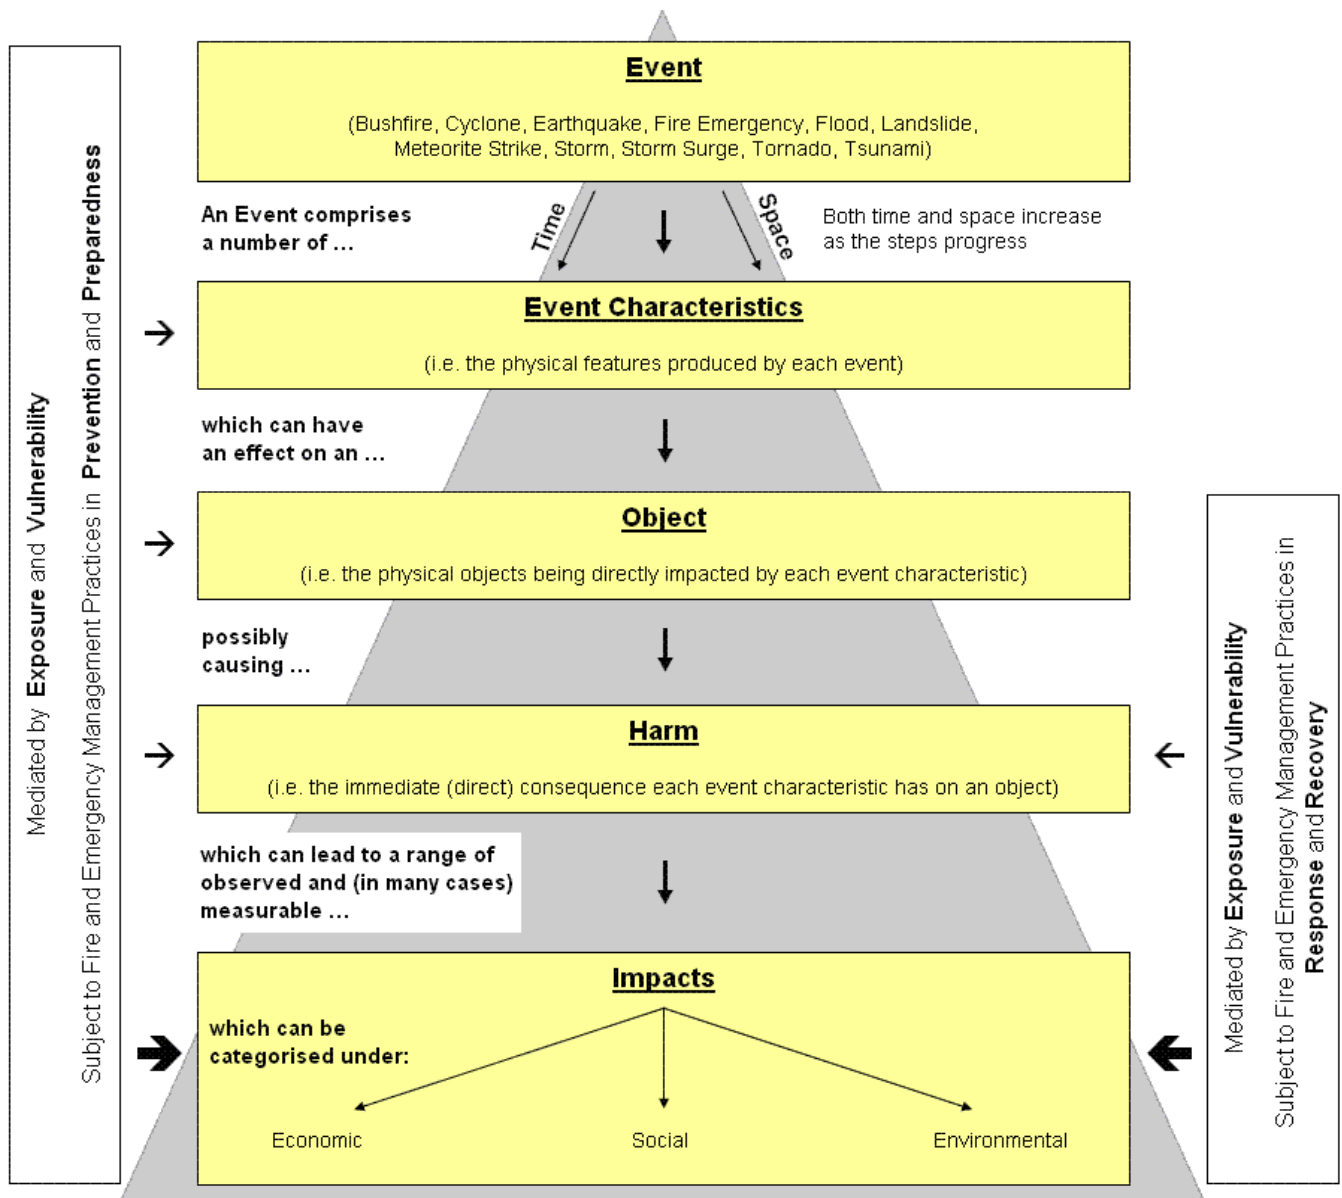 Event
(Bushfire, Cyclone, Earthquake, Fire Emergency, Flood, Landslide,
Meteorite Strike, Storm, Storm Surge, Tornado, Tsunami)
An Event comprises
a number of ...
Time
Space
Both time and space increase
as the steps progress
Event Characteristics
(i.e. the physical features produced by each event)
which can have
an effect on an ...
Object
(i.e. the physical objects being directly impacted by each event characteristic)
possibly
causing ...
Harm
(i.e. the immediate (direct) consequence each event characteristic has on an object)
which can lead to a range of
observed and (in many cases)
measurable ...
Impacts
which can be
categorised under:
Economic
Social
Environmental
Mediated by Exposure and Vulnerability
Subject to Fire and Emergency Management Practices in Prevention and Preparedness
Mediated by Exposure and Vulnerability
Subject to Fire and Emergency Management Practices in
Response and Recovery